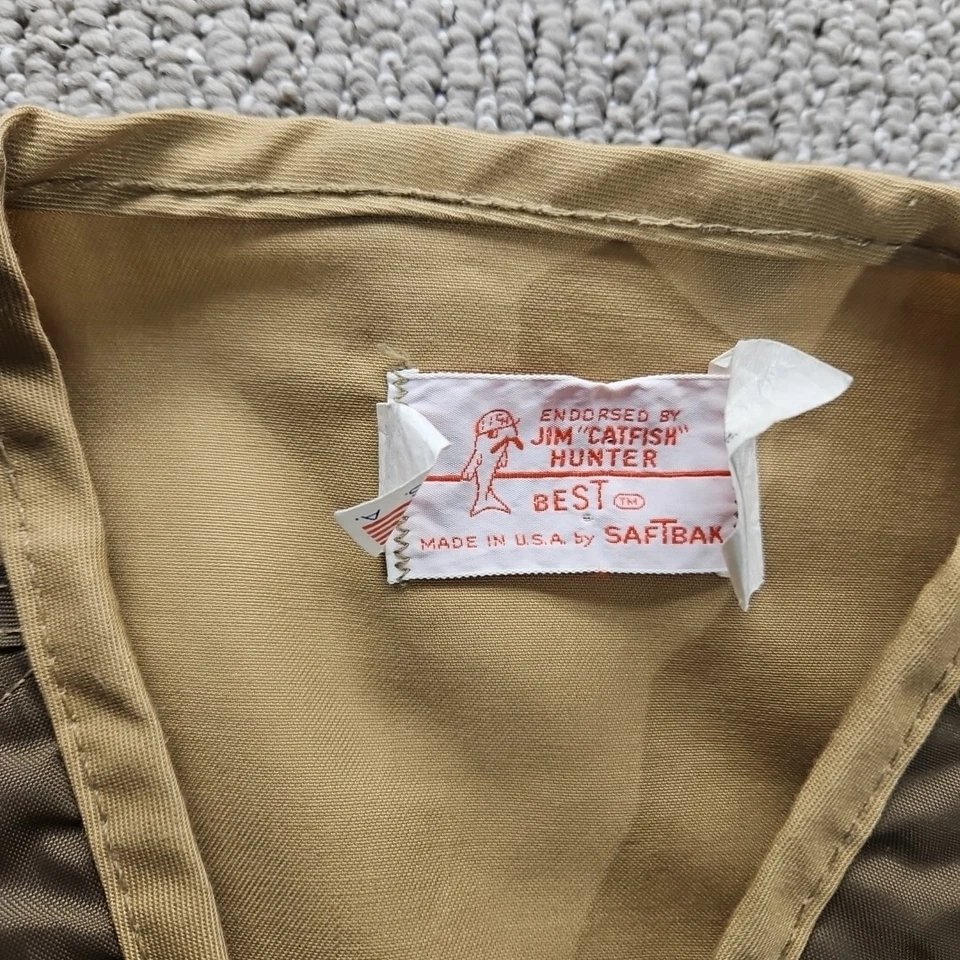 ENDORSED BY
JIM "CATFISH"
HUNTER
BEST TM
MADE IN U.S.A. by SAFTBAK